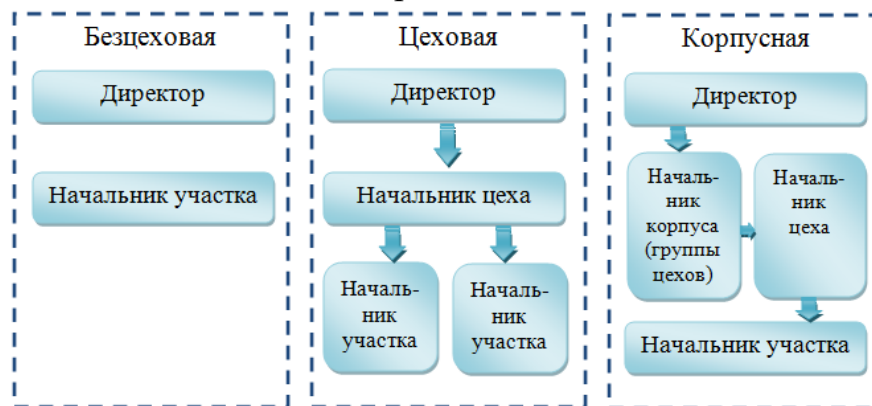 Безцеховая
Директор
Начальник участка
Цеховая
Директор
Начальник цеха
Началь-
ник
участка
Началь-
ник
участка
Корпусная
Директор
Началь-
ник
корпуса
(группы
цехов)
Началь-
ник
цеха
Начальник участка